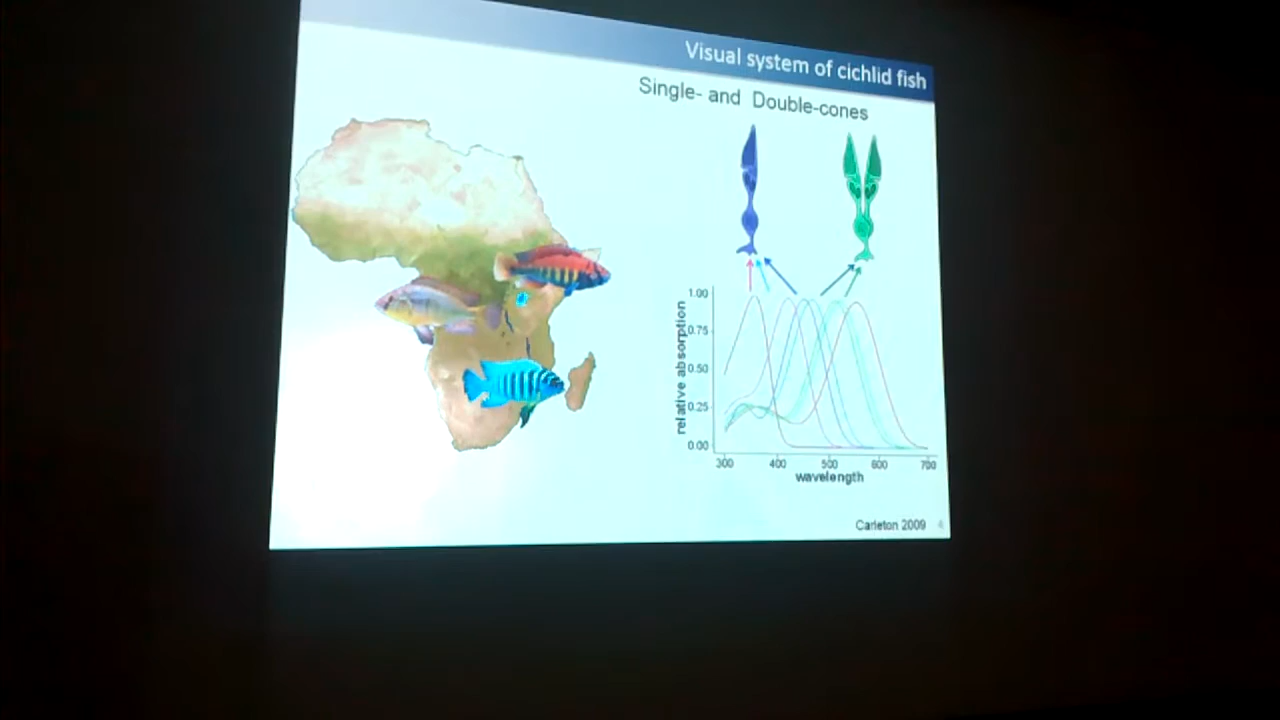 Visual system of cichlid fish
Single- and Double-cones
relative absorption
1.00
0.75
0.50
0.25
0.00
300 400 500 600 700
wavelength
Carleton 2009 4